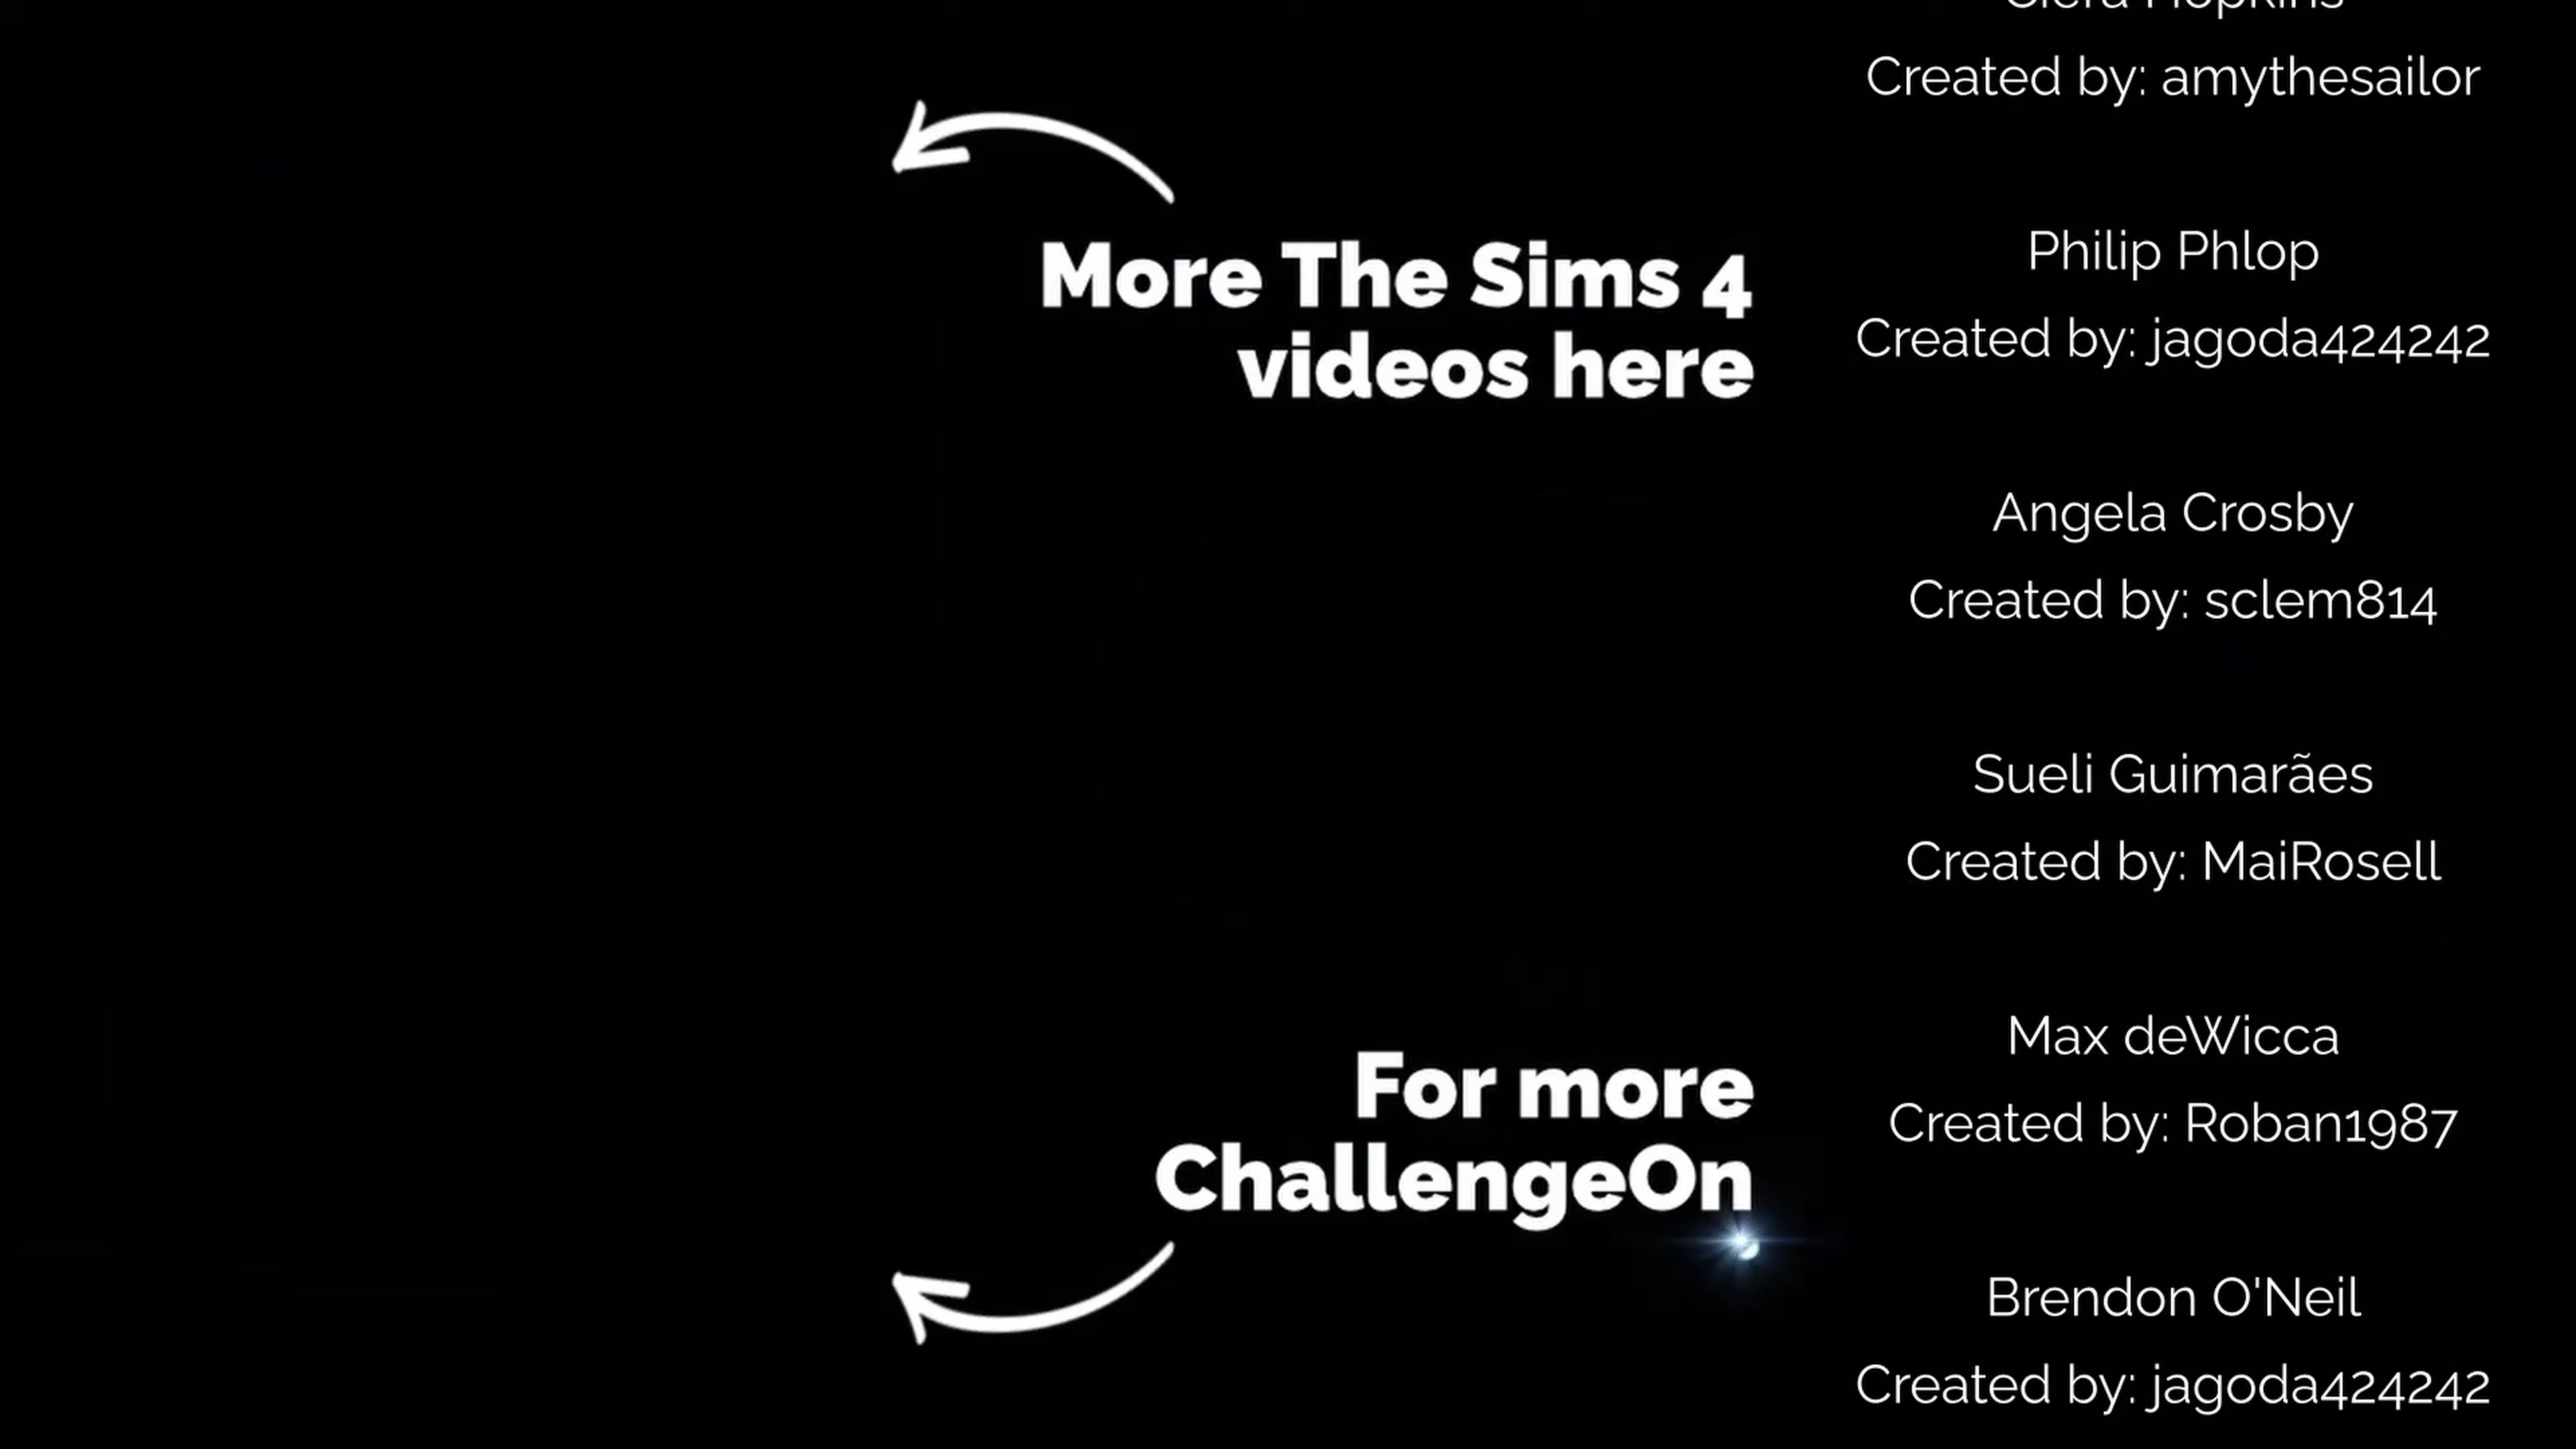 More The Sims 4
videos here
For more
ChallengeOn
Hopkins
Created by: amythesailor
Philip Phlop
Created by: jagoda424242
Angela Crosby
Created by: sclem814
Sueli Guimarães
Created by: MaiRosell
Max deWicca
Created by: Roban1987
Brendon O'Neil
Created by: jagoda424242